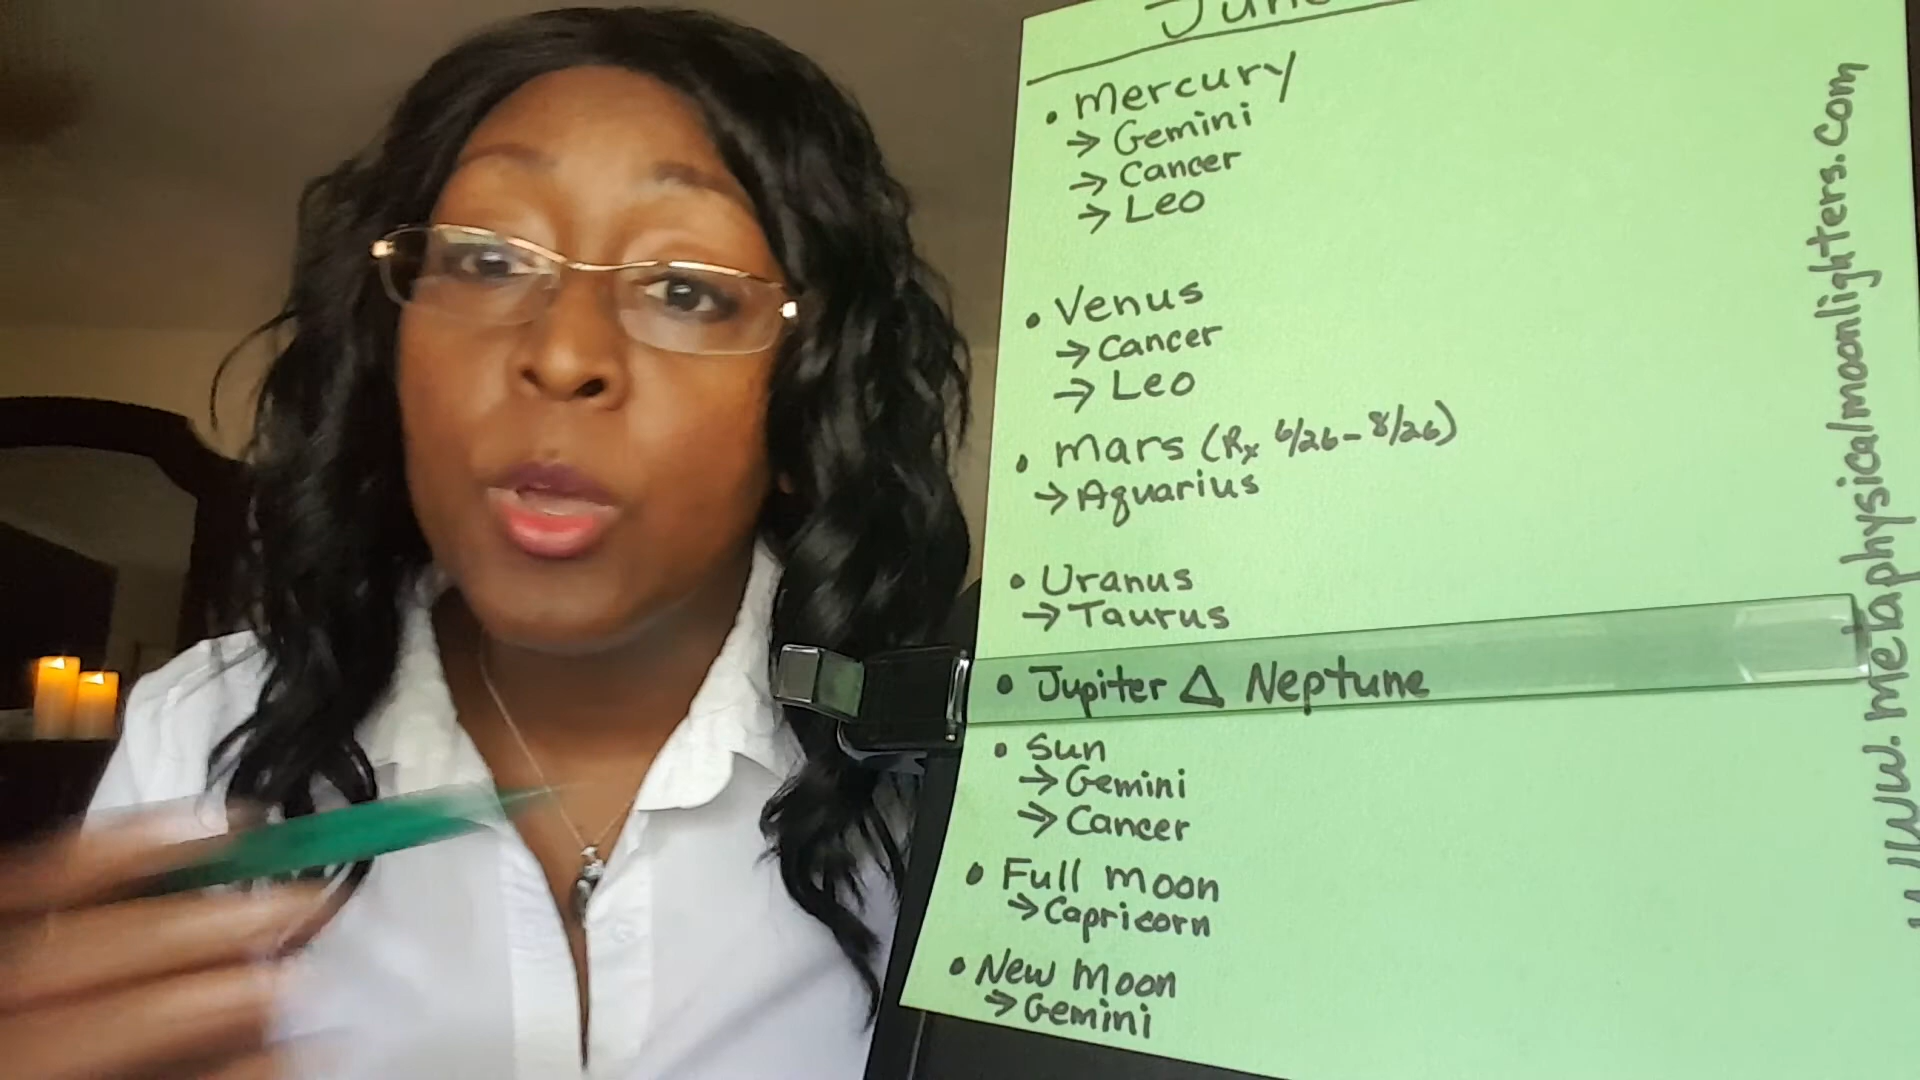 June
• Mercury
→ Gemini
→ Cancer
→ Leo
• Venus
→ Cancer
→ Leo
• Mars (Rx 6/26-8/26)
→ Aquarius
• Uranus
→ Taurus
• Jupiter △ Neptune
• Sun
→ Gemini
→ Cancer
• Full Moon
→ Capricorn
• New Moon
→ Gemini
www.metaphysicalmoonlighters.com